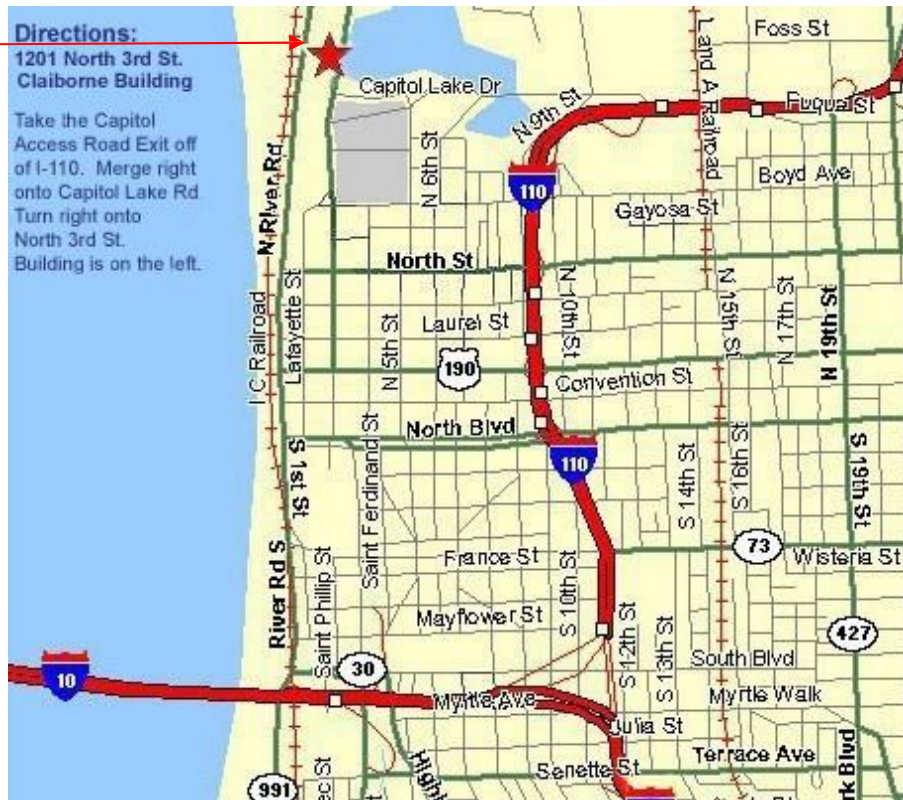 Directions:
1201 North 3rd St.
Claiborne Building
Take the Capitol
Access Road Exit off
of I-110. Merge right
onto Capitol Lake Rd
Turn right onto
North 3rd St.
Building is on the left.
Foss St
Land A Railroad
Capitol Lake Dr
N 9th St
Fuqua St
N River Rd
N 6th St
110
Boyd Ave
Gayosa St
North St
N 10th St
N 15th St
N 17th St
N 19th St
I C Railroad
Lafayette St
N 5th St
Laurel St
190
Convention St
North Blvd
110
S 1st St
Saint Ferdinand St
S 14th St
S 16th St
S 19th St
73
Wisteria St
France St
River Rd S
Saint Phillip St
Mayflower St
S 10th St
S 12th St
S 13th St
427
South Blvd
30
10
Myrtle Ave
Myrtle Walk
Julia St
Terrace Ave
Senette St
991